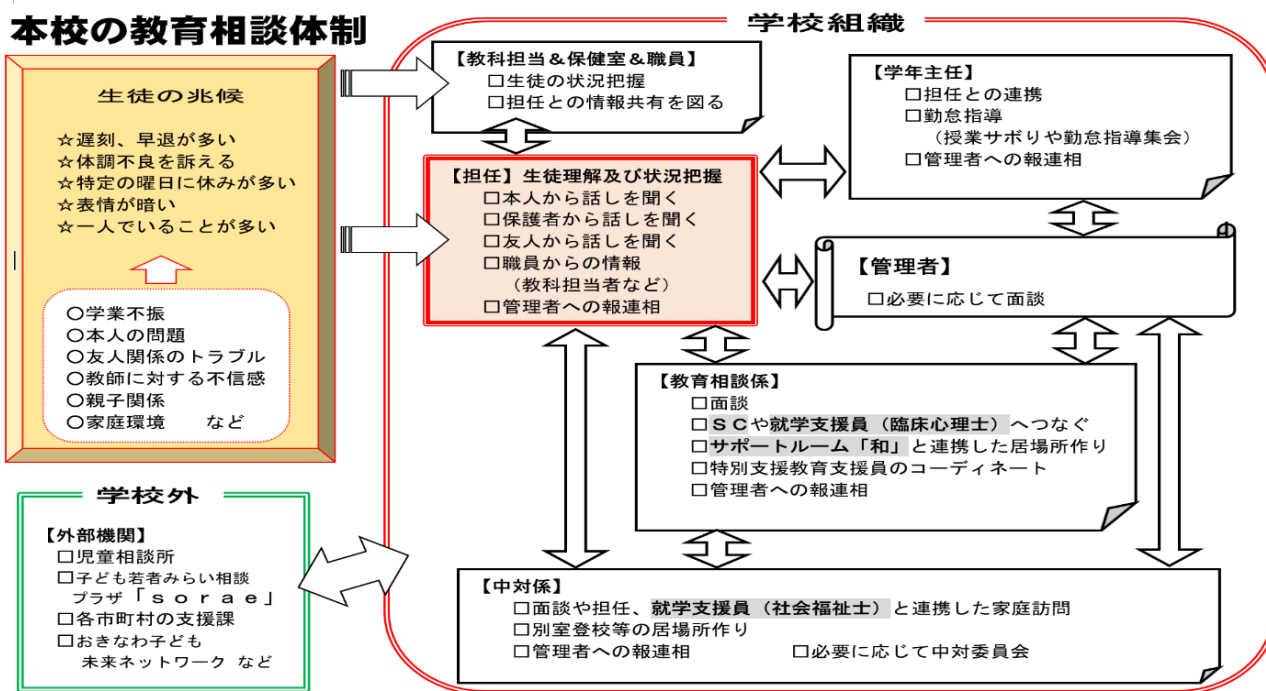 本校の教育相談体制
生徒の兆候
☆遅刻、早退が多い
☆体調不良を訴える
☆特定の曜日に休みが多い
☆表情が暗い
☆一人でいることが多い
○学業不振
○本人の問題
○友人関係のトラブル
○教師に対する不信感
○親子関係
○家庭環境　など
学校外
【外部機関】
□児童相談所
□子ども若者みらい相談
プラザ「ｓｏｒａｅ」
□各市町村の支援課
□おきなわ子ども
未来ネットワーク など
学校組織
【教科担当＆保健室＆職員】
□生徒の状況把握
□担任との情報共有を図る
【担任】生徒理解及び状況把握
□本人から話しを聞く
□保護者から話しを聞く
□友人から話しを聞く
□職員からの情報
（教科担当者など）
□管理者への報連相
【学年主任】
□担任との連携
□勤怠指導
（授業サボりや勤怠指導集会）
□管理者への報連相
【管理者】
□必要に応じて面談
【教育相談係】
□面談
□ＳＣや就学支援員（臨床心理士）へつなぐ
□サポートルーム「和」と連携した居場所作り
□特別支援教育支援員のコーディネート
□管理者への報連相
【中対係】
□面談や担任、就学支援員（社会福祉士）と連携した家庭訪問
□別室登校等の居場所作り
□管理者への報連相　□必要に応じて中対委員会